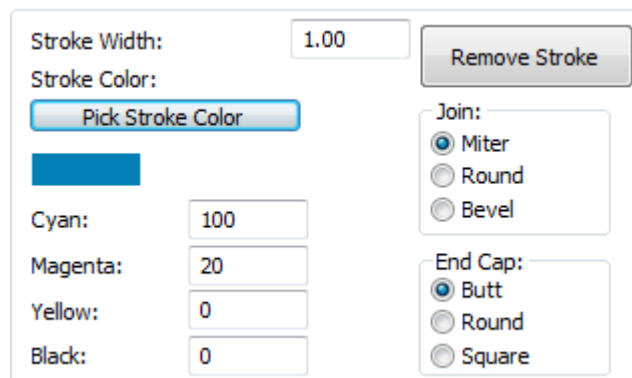 Stroke Width: 1.00
Remove Stroke
Stroke Color:
Pick Stroke Color
Cyan: 100
Magenta: 20
Yellow: 0
Black: 0
Join:
Miter
Round
Bevel
End Cap:
Butt
Round
Square